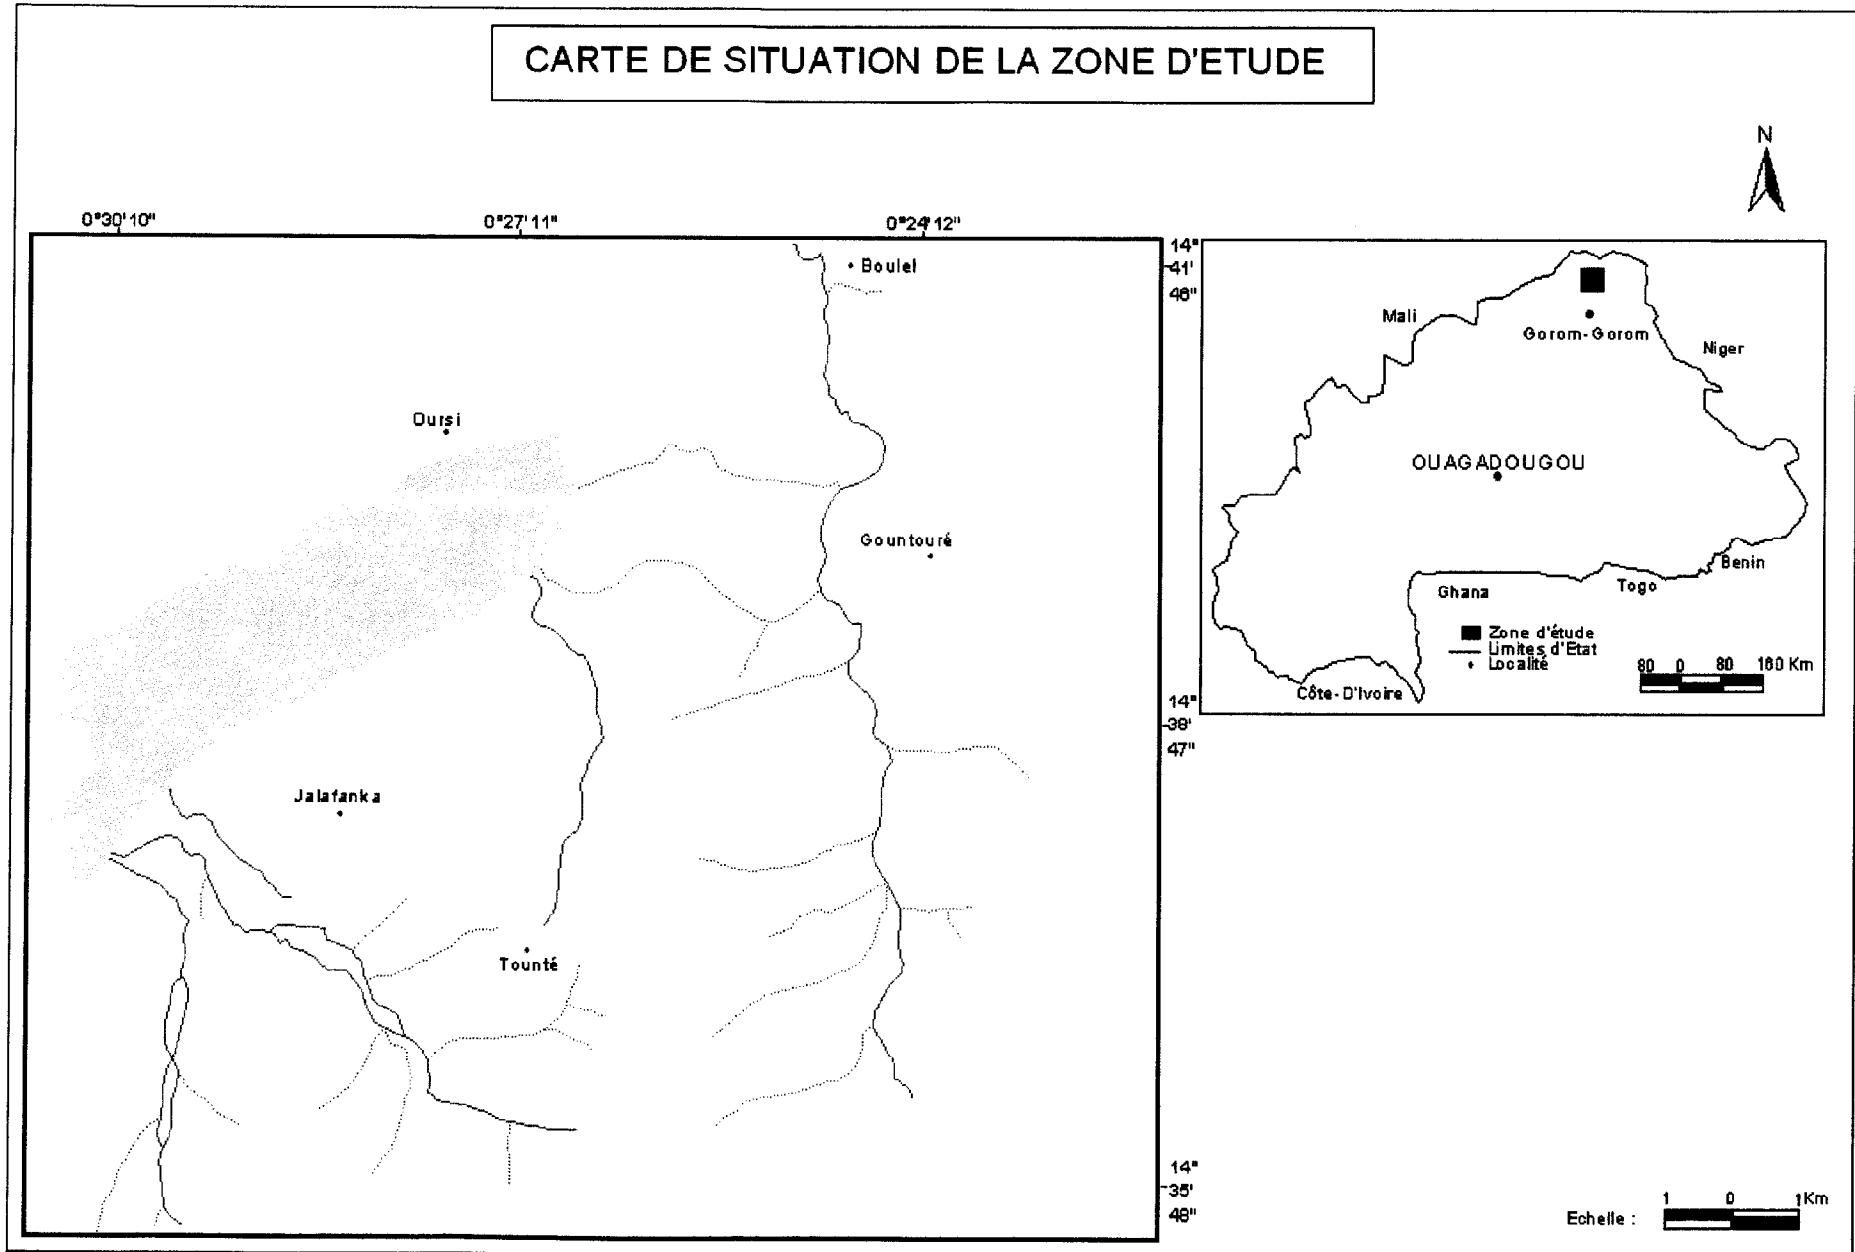 CARTE DE SITUATION DE LA ZONE D'ETUDE
N
0°30'10"
0°27'11"
0°24'12"
14°
41'
46"
Boulel
Oursi
Gountouré
Jalafanka
Tounté
14°
38'
47"
14°
35'
48"
Mali
Gorom-Gorom
Niger
OUAGADOUGOU
Benin
Togo
Ghana
Côte-D'Ivoire
Zone d'étude
Limites d'Etat
Localité
80 0 80 160 Km
Echelle :
1 0 1Km